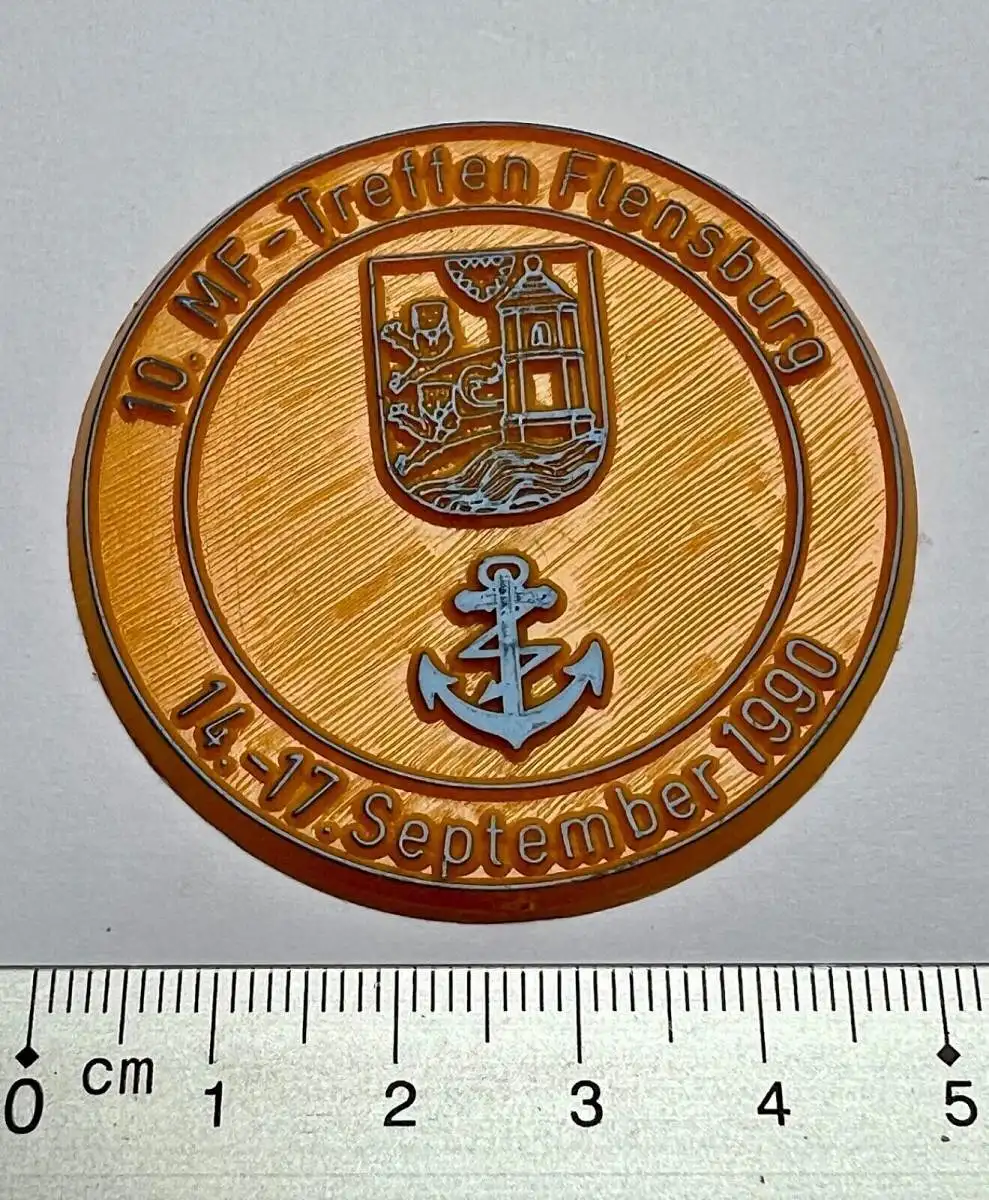 10. MF-Treffen Flensburg
14.-17. September 1990
cm
0 1 2 3 4 5